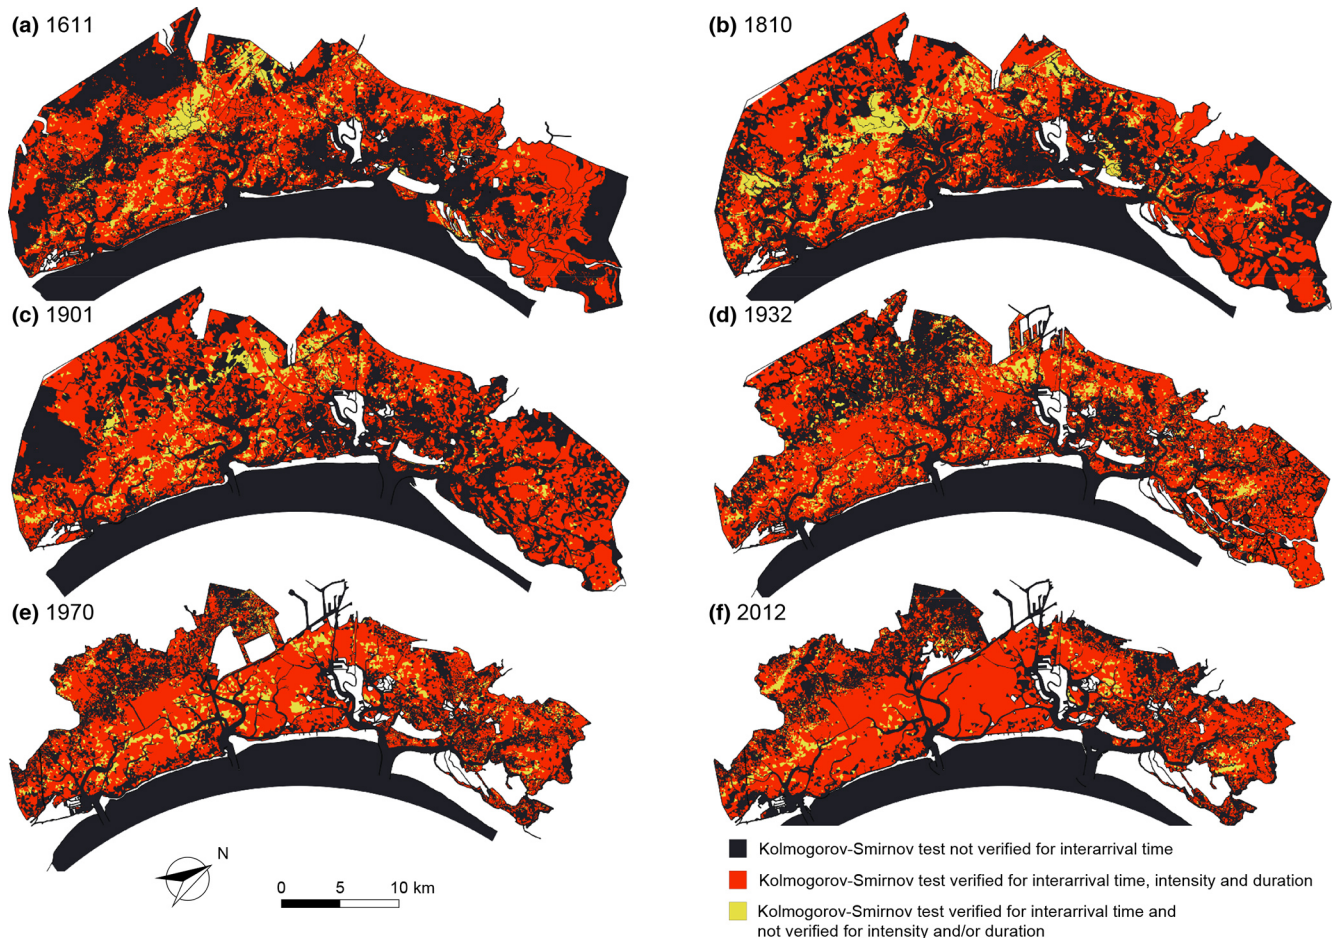 (a) 1611
(b) 1810
(c) 1901
(d) 1932
(e) 1970
(f) 2012
N
0 5 10 km
Kolmogorov-Smirnov test not verified for interarrival time
Kolmogorov-Smirnov test verified for interarrival time, intensity and duration
Kolmogorov-Smirnov test verified for interarrival time and
not verified for intensity and/or duration